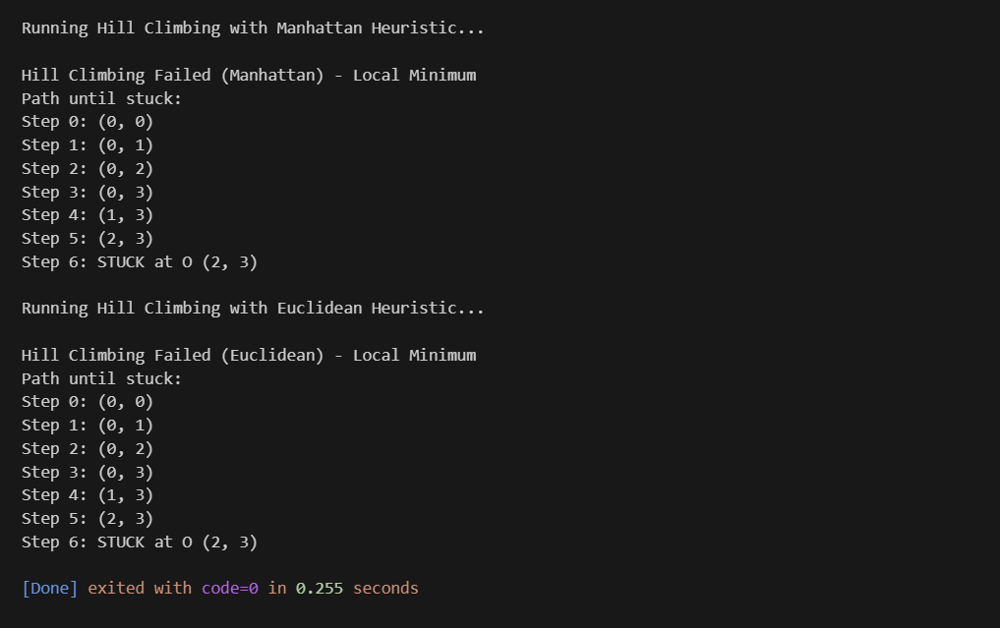 Running Hill Climbing with Manhattan Heuristic...
Hill Climbing Failed (Manhattan) - Local Minimum
Path until stuck:
Step 0: (0, 0)
Step 1: (0, 1)
Step 2: (0, 2)
Step 3: (0, 3)
Step 4: (1, 3)
Step 5: (2, 3)
Step 6: STUCK at O (2, 3)
Running Hill Climbing with Euclidean Heuristic...
Hill Climbing Failed (Euclidean) - Local Minimum
Path until stuck:
Step 0: (0, 0)
Step 1: (0, 1)
Step 2: (0, 2)
Step 3: (0, 3)
Step 4: (1, 3)
Step 5: (2, 3)
Step 6: STUCK at O (2, 3)
[Done] exited with code=0 in 0.255 seconds